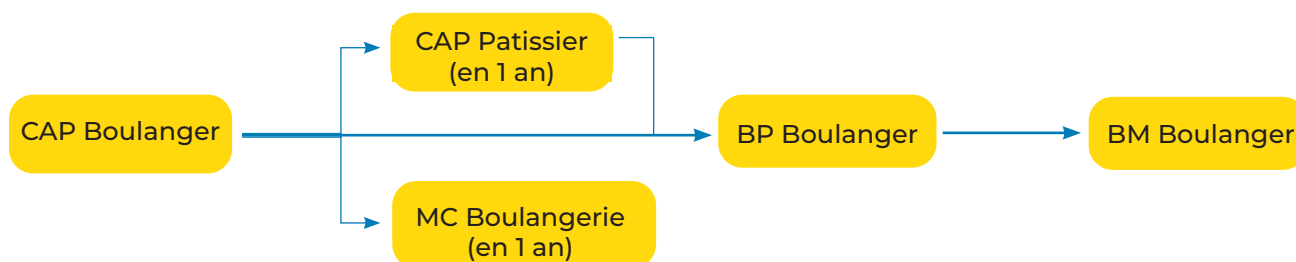 CAP Patissier
(en 1 an)
CAP Boulanger
BP Boulanger
BM Boulanger
MC Boulangerie
(en 1 an)